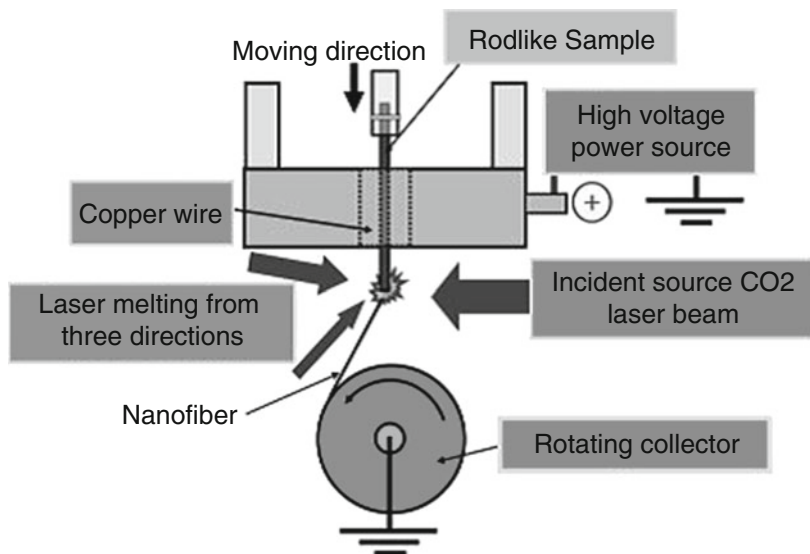 Moving direction
Rodlike Sample
High voltage
power source
+
Copper wire
Laser melting from
three directions
Incident source CO2
laser beam
Nanofiber
Rotating collector